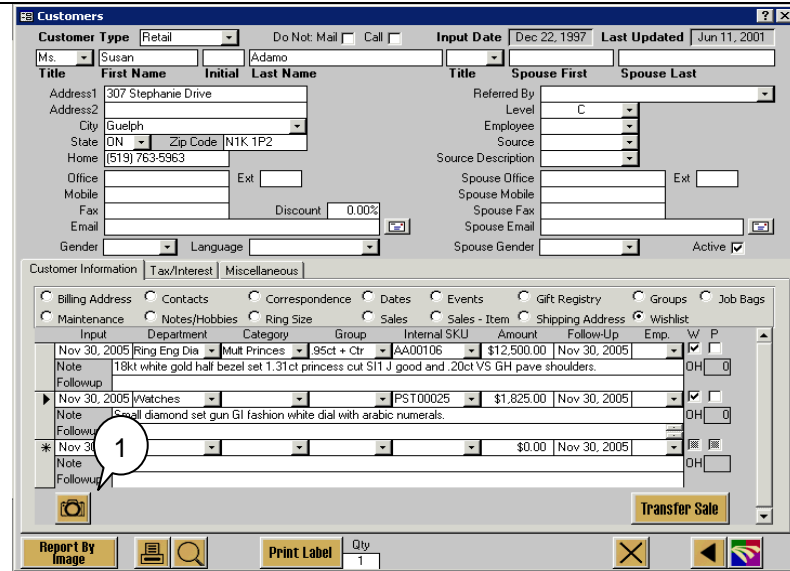 Customers
Customer Type Retail Do Not: Mail Call Input Date Dec 22, 1997 Last Updated Jun 11, 2001
Ms. Susan Adamo
Title First Name Initial Last Name Title Spouse First Spouse Last
Address1 307 Stephanie Drive Referred By
Address2 Level C
City Guelph Employee
State ON Zip Code N1K 1P2 Source
Home (519) 763-5963 Source Description
Office Ext Spouse Office Ext
Mobile Spouse Mobile
Fax Discount 0.00% Spouse Fax
Email Spouse Email
Gender Language Spouse Gender Active
Customer Information Tax/Interest Miscellaneous
Billing Address Contacts Correspondence Dates Events Gift Registry Groups Job Bags
Maintenance Notes/Hobbies Ring Size Sales Sales - Item Shipping Address Wishlist
Input Department Category Group Internal SKU Amount Follow-Up Emp. W P
Nov 30, 2005 Ring Eng Dia Mult Princes .95ct + Ctr AA00106 $12,500.00 Nov 30, 2005
Note 18kt white gold half bezel set 1.31ct princess cut SI1 J good and .20ct VS GH pave shoulders. OH 0
Followup
Nov 30, 2005 Watches PST00025 $1,825.00 Nov 30, 2005
Note Small diamond set gun GI fashion white dial with arabic numerals. OH 0
Followu
Nov 30 $0.00 Nov 30, 2005
Note OH
Followup
1
Transfer Sale
Report By Image Print Label Qty 1